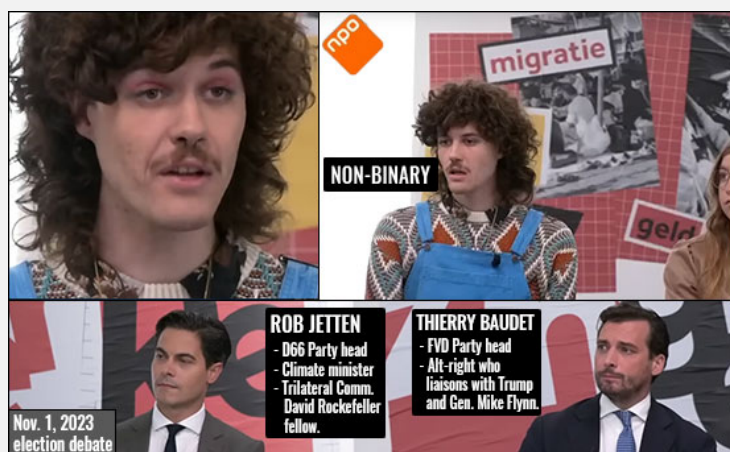 npo
migratie
NON-BINARY
geld
ROB JETTEN
- D66 Party head
- Climate minister
- Trilateral Comm.
David Rockefeller
fellow.
THIERRY BAUDET
- FVD Party head
- Alt-right who
liaisons with Trump
and Gen. Mike Flynn.
Nov. 1, 2023
election debate